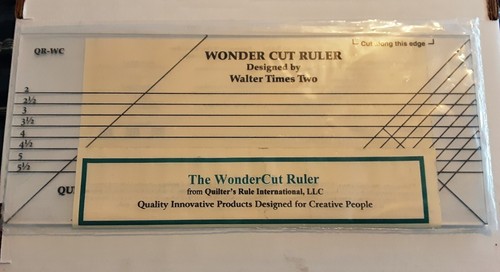 QR-WC
Cut along this edge
WONDER CUT RULER
Designed by
Walter Times Two
2
2½
3
3½
4
4½
5
5½
QU
The WonderCut Ruler
from Quilter's Rule International, LLC
Quality Innovative Products Designed for Creative People